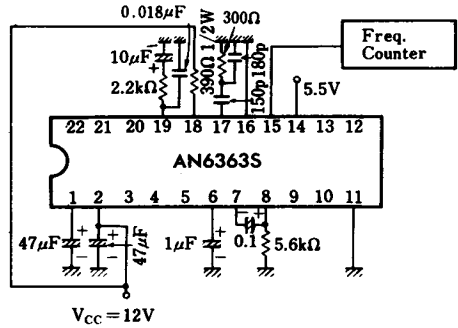 0.018μF
300Ω
1/2W
Freq.
Counter
10μF
−
+
2.2kΩ
390Ω
180p
150p
5.5V
22 21 20 19 18 17 16 15 14 13 12
AN6363S
1 2 3 4 5 6 7 8 9 10 11
47μF
+
−
+
−
47μF
1μF
+
−
− +
0.1
5.6kΩ
VCC = 12V